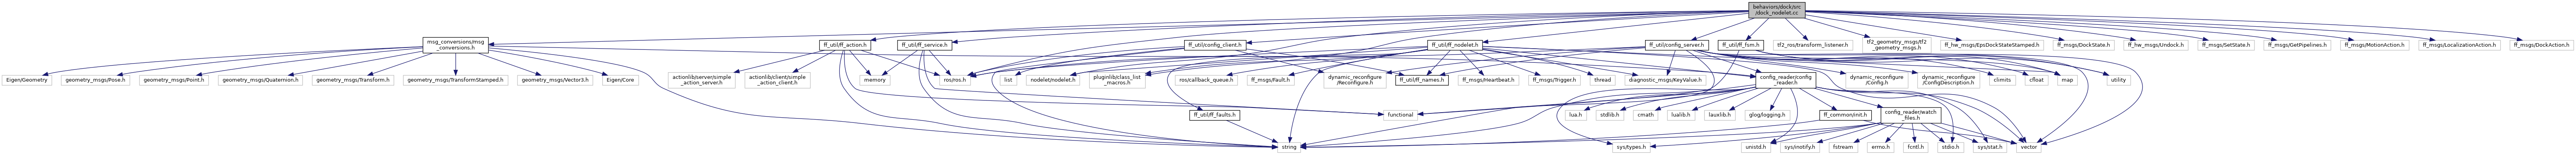 behaviors/dock/src
/dock_nodelet.cc
msg_conversions/msg
_conversions.h
ff_util/ff_action.h
ff_util/ff_service.h
ff_util/config_client.h
ff_util/ff_nodelet.h
ff_util/config_server.h
ff_util/ff_fsm.h
tf2_ros/transform_listener.h
tf2_geometry_msgs/tf2
_geometry_msgs.h
ff_hw_msgs/EpsDockStateStamped.h
ff_msgs/DockState.h
ff_hw_msgs/Undock.h
ff_msgs/SetState.h
ff_msgs/GetPipelines.h
ff_msgs/MotionAction.h
ff_msgs/LocalizationAction.h
ff_msgs/DockAction.h
Eigen/Geometry
geometry_msgs/Pose.h
geometry_msgs/Point.h
geometry_msgs/Quaternion.h
geometry_msgs/Transform.h
geometry_msgs/TransformStamped.h
geometry_msgs/Vector3.h
Eigen/Core
actionlib/server/simple
_action_server.h
actionlib/client/simple
_action_client.h
memory
ros/ros.h
list
nodelet/nodelet.h
pluginlib/class_list
_macros.h
ros/callback_queue.h
ff_msgs/Fault.h
dynamic_reconfigure
/Reconfigure.h
ff_util/ff_names.h
ff_msgs/Heartbeat.h
ff_msgs/Trigger.h
thread
diagnostic_msgs/KeyValue.h
config_reader/config
_reader.h
dynamic_reconfigure
/Config.h
dynamic_reconfigure
/ConfigDescription.h
climits
cfloat
map
utility
ff_util/ff_faults.h
functional
lua.h
stdlib.h
cmath
lualib.h
lauxlib.h
glog/logging.h
ff_common/init.h
config_reader/watch
_files.h
string
sys/types.h
unistd.h
sys/inotify.h
fstream
errno.h
fcntl.h
stdio.h
sys/stat.h
vector